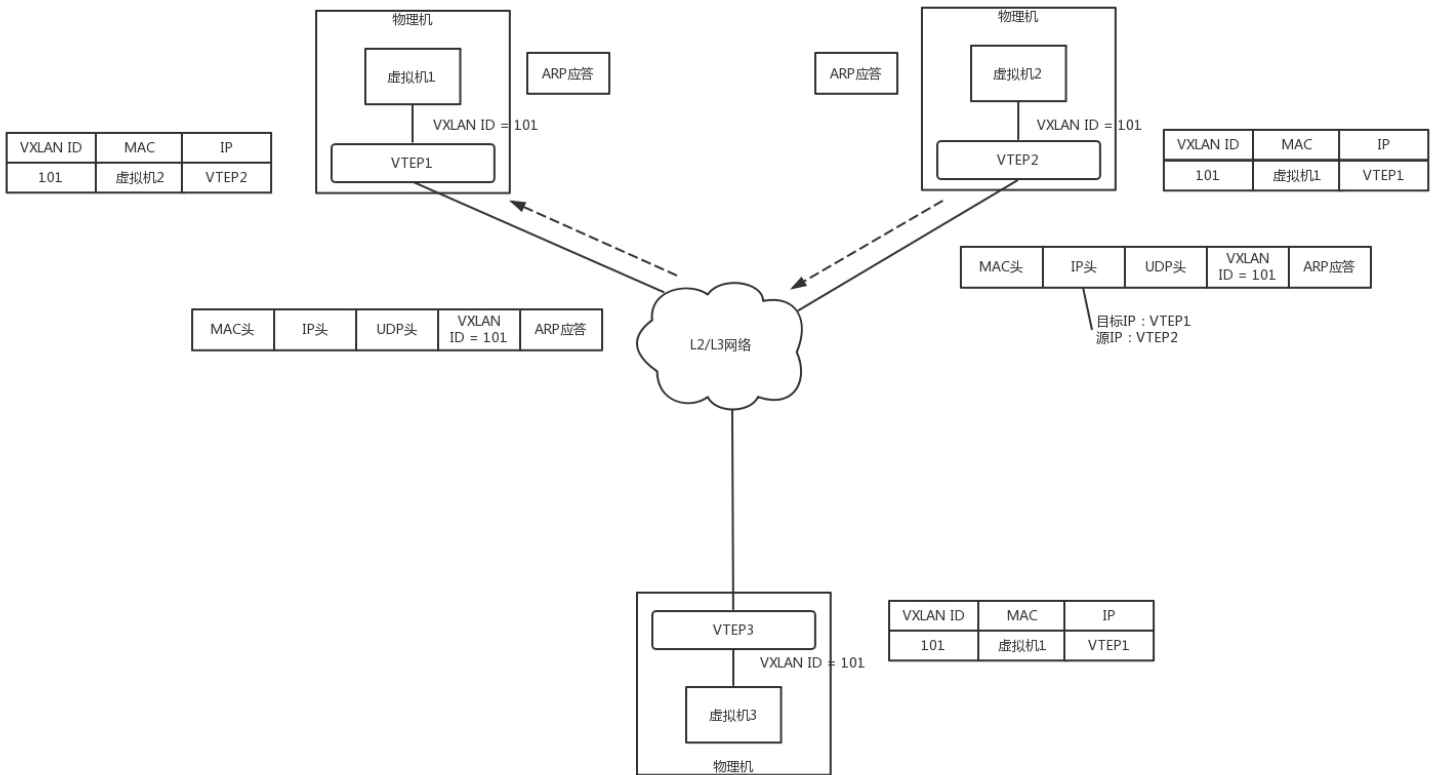 物理机
虚拟机1
ARP应答
VXLAN ID = 101
VTEP1
VXLAN ID MAC IP
101 虚拟机2 VTEP2
物理机
虚拟机2
ARP应答
VXLAN ID = 101
VTEP2
VXLAN ID MAC IP
101 虚拟机1 VTEP1
MAC头 IP头 UDP头 VXLAN
ID = 101 ARP应答
目标IP：VTEP1
源IP：VTEP2
MAC头 IP头 UDP头 VXLAN
ID = 101 ARP应答
L2/L3网络
VTEP3
VXLAN ID = 101
虚拟机3
物理机
VXLAN ID MAC IP
101 虚拟机1 VTEP1